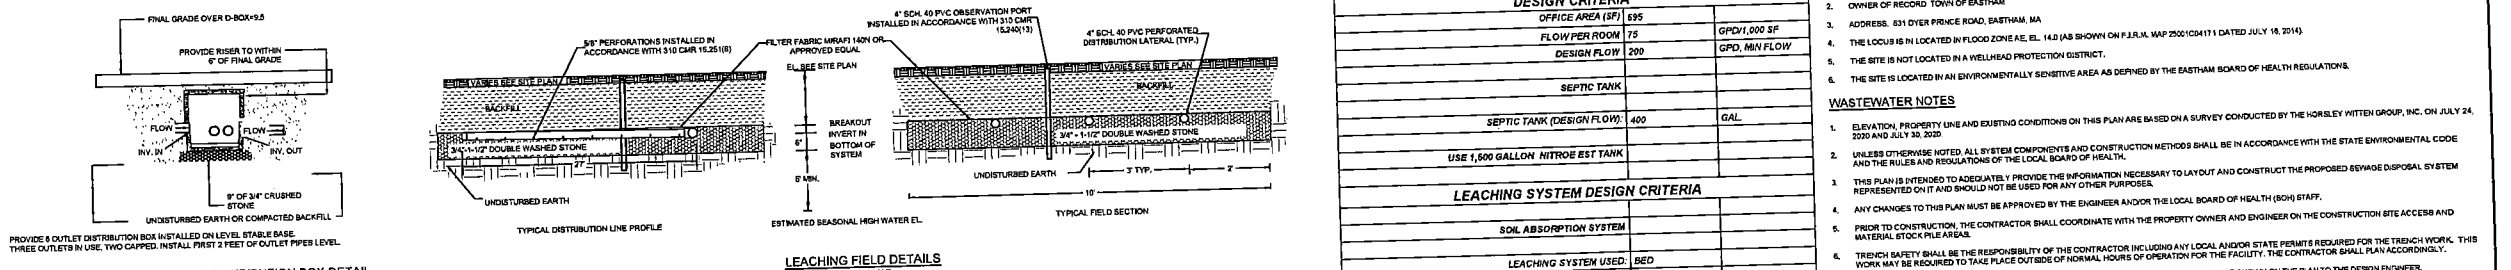 FINAL GRADE OVER D-BOX=9.5
PROVIDE RISER TO WITHIN
6" OF FINAL GRADE
FLOW
FLOW
INV. IN
INV. OUT
9" OF 3/4" CRUSHED
STONE
UNDISTURBED EARTH OR COMPACTED BACKFILL
PROVIDE 6 OUTLET DISTRIBUTION BOX INSTALLED ON LEVEL STABLE BASE.
THREE OUTLETS IN USE, TWO CAPPED. INSTALL FIRST 2 FEET OF OUTLET PIPES LEVEL.
5/8" PERFORATIONS INSTALLED IN
ACCORDANCE WITH 310 CMR 15.251(8)
VARIES SEE SITE PLAN
BACKFILL
3/4"-1-1/2" DOUBLE WASHED STONE
UNDISTURBED EARTH
TYPICAL DISTRIBUTION LINE PROFILE
FILTER FABRIC MIRAFI 140N OR
APPROVED EQUAL
EL. SEE SITE PLAN
BREAKOUT
INVERT IN
6"
BOTTOM OF
SYSTEM
5' MIN.
ESTIMATED SEASONAL HIGH WATER EL.
4" SCH. 40 PVC OBSERVATION PORT
INSTALLED IN ACCORDANCE WITH 310 CMR
15.240(13)
4" SCH. 40 PVC PERFORATED
DISTRIBUTION LATERAL (TYP.)
VARIES SEE SITE PLAN
BACKFILL
3/4" - 1-1/2" DOUBLE WASHED STONE
UNDISTURBED EARTH
3' TYP.
2'
10'
TYPICAL FIELD SECTION
LEACHING FIELD DETAILS
DESIGN CRITERIA
OFFICE AREA (SF) 695
FLOW PER ROOM 75 GPD/1,000 SF
DESIGN FLOW 200 GPD, MIN FLOW
SEPTIC TANK
SEPTIC TANK (DESIGN FLOW): 400 GAL.
USE 1,500 GALLON NITROE EST TANK
LEACHING SYSTEM DESIGN CRITERIA
SOIL ABSORPTION SYSTEM
LEACHING SYSTEM USED: BED
2. OWNER OF RECORD TOWN OF EASTHAM
3. ADDRESS. 531 DYER PRINCE ROAD, EASTHAM, MA
4. THE LOCUS IS IN LOCATED IN FLOOD ZONE AE, EL. 14.0 (AS SHOWN ON F.I.R.M. MAP 25001C0417J DATED JULY 16, 2014).
5. THE SITE IS NOT LOCATED IN A WELLHEAD PROTECTION DISTRICT.
6. THE SITE IS LOCATED IN AN ENVIRONMENTALLY SENSITIVE AREA AS DEFINED BY THE EASTHAM BOARD OF HEALTH REGULATIONS.
WASTEWATER NOTES
1. ELEVATION, PROPERTY LINE AND EXISTING CONDITIONS ON THIS PLAN ARE BASED ON A SURVEY CONDUCTED BY THE HORSLEY WITTEN GROUP, INC. ON JULY 24,
2020 AND JULY 30, 2020.
2. UNLESS OTHERWISE NOTED, ALL SYSTEM COMPONENTS AND CONSTRUCTION METHODS SHALL BE IN ACCORDANCE WITH THE STATE ENVIRONMENTAL CODE
AND THE RULES AND REGULATIONS OF THE LOCAL BOARD OF HEALTH.
3. THIS PLAN IS INTENDED TO ADEQUATELY PROVIDE THE INFORMATION NECESSARY TO LAYOUT AND CONSTRUCT THE PROPOSED SEWAGE DISPOSAL SYSTEM
REPRESENTED ON IT AND SHOULD NOT BE USED FOR ANY OTHER PURPOSES.
4. ANY CHANGES TO THIS PLAN MUST BE APPROVED BY THE ENGINEER AND/OR THE LOCAL BOARD OF HEALTH (BOH) STAFF.
5. PRIOR TO CONSTRUCTION, THE CONTRACTOR SHALL COORDINATE WITH THE PROPERTY OWNER AND ENGINEER ON THE CONSTRUCTION SITE ACCESS AND
MATERIAL STOCK PILE AREAS.
6. TRENCH SAFETY SHALL BE THE RESPONSIBILITY OF THE CONTRACTOR INCLUDING ANY LOCAL AND/OR STATE PERMITS REQUIRED FOR THE TRENCH WORK. THIS
WORK MAY BE REQUIRED TO TAKE PLACE OUTSIDE OF NORMAL HOURS OF OPERATION FOR THE FACILITY. THE CONTRACTOR SHALL PLAN ACCORDINGLY.